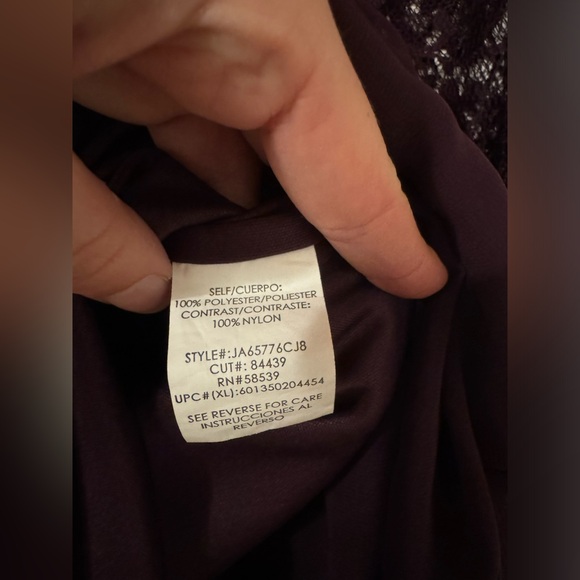 SELF/CUERPO:
100% POLYESTER/POLIESTER
CONTRAST/CONTRASTE:
100% NYLON
STYLE#:JA65776CJ8
CUT#: 84439
RN#58539
UPC#(XL):601350204454
SEE REVERSE FOR CARE
INSTRUCCIONES AL
REVERSO